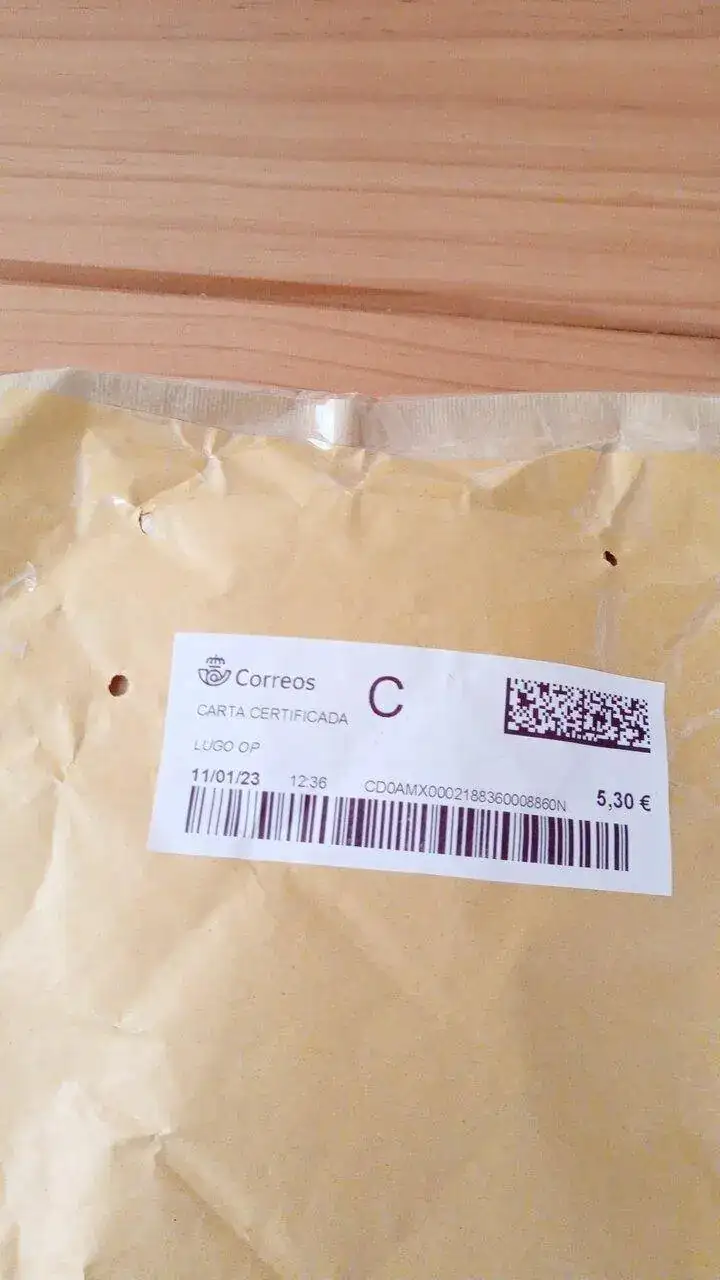 Correos
C
CARTA CERTIFICADA
LUGO OP
11/01/23 12:36 CD0AMX0002188360008860N 5,30 €